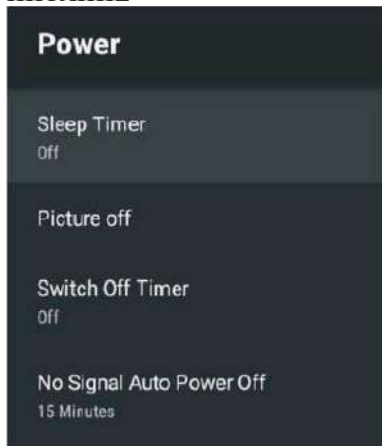 Power
Sleep Timer
Off
Picture off
Switch Off Timer
Off
No Signal Auto Power Off
15 Minutes